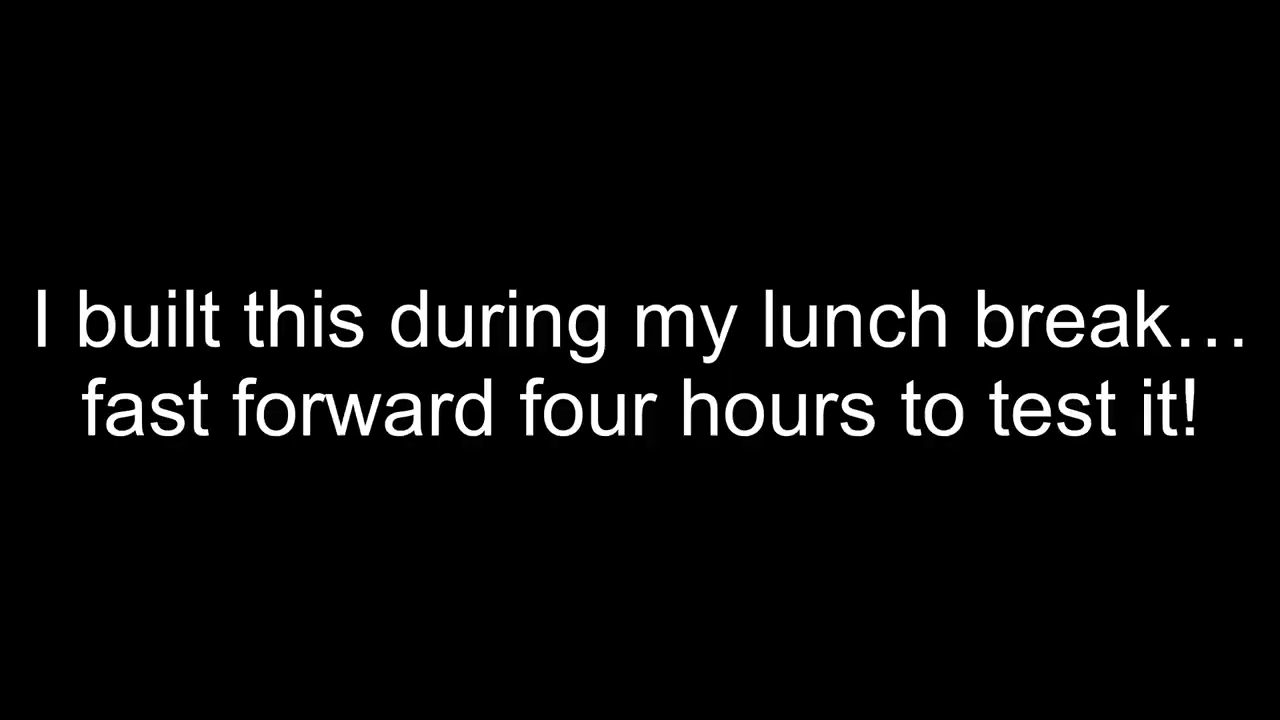 I built this during my lunch break…
fast forward four hours to test it!